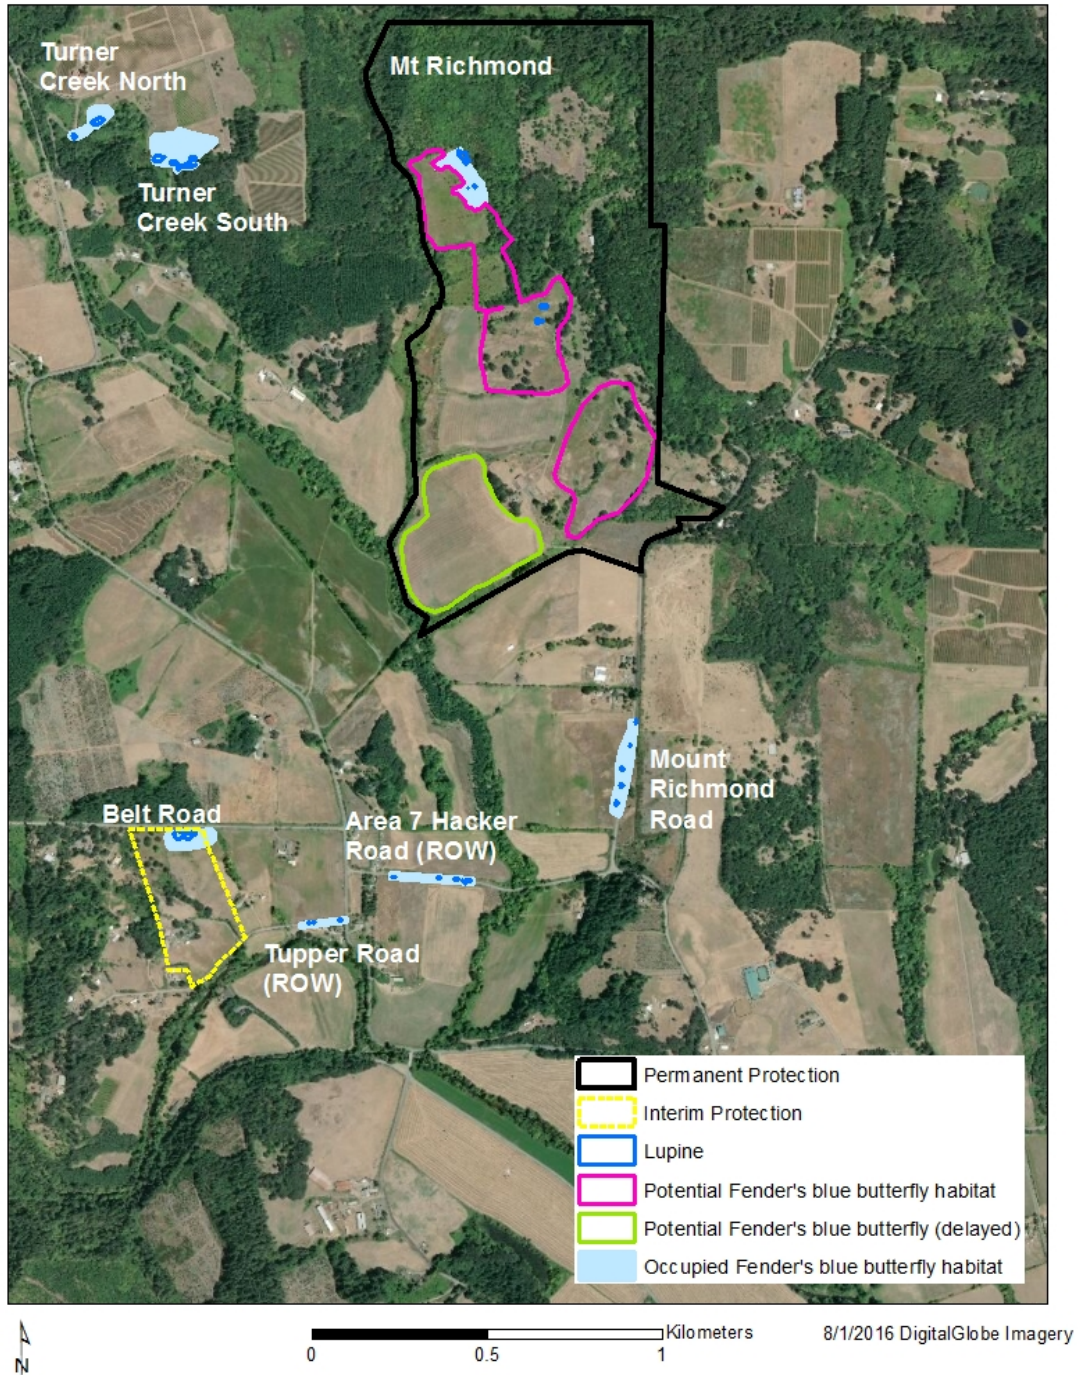 Turner
Creek North
Mt Richmond
Turner
Creek South
Mount
Richmond
Road
Belt Road
Area 7 Hacker
Road (ROW)
Tupper Road
(ROW)
Permanent Protection
Interim Protection
Lupine
Potential Fender's blue butterfly habitat
Potential Fender's blue butterfly (delayed)
Occupied Fender's blue butterfly habitat
N
Kilometers
0 0.5 1
8/1/2016 DigitalGlobe Imagery